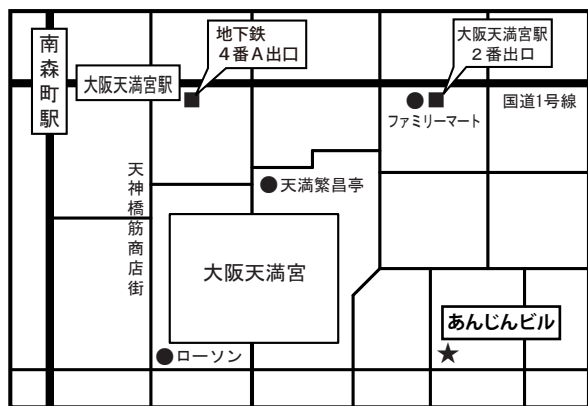 南森町駅
地下鉄
4番A出口
大阪天満宮駅
2番出口
大阪天満宮駅
国道1号線
ファミリーマート
天神橋筋商店街
天満繁昌亭
大阪天満宮
あんじんビル
ローソン